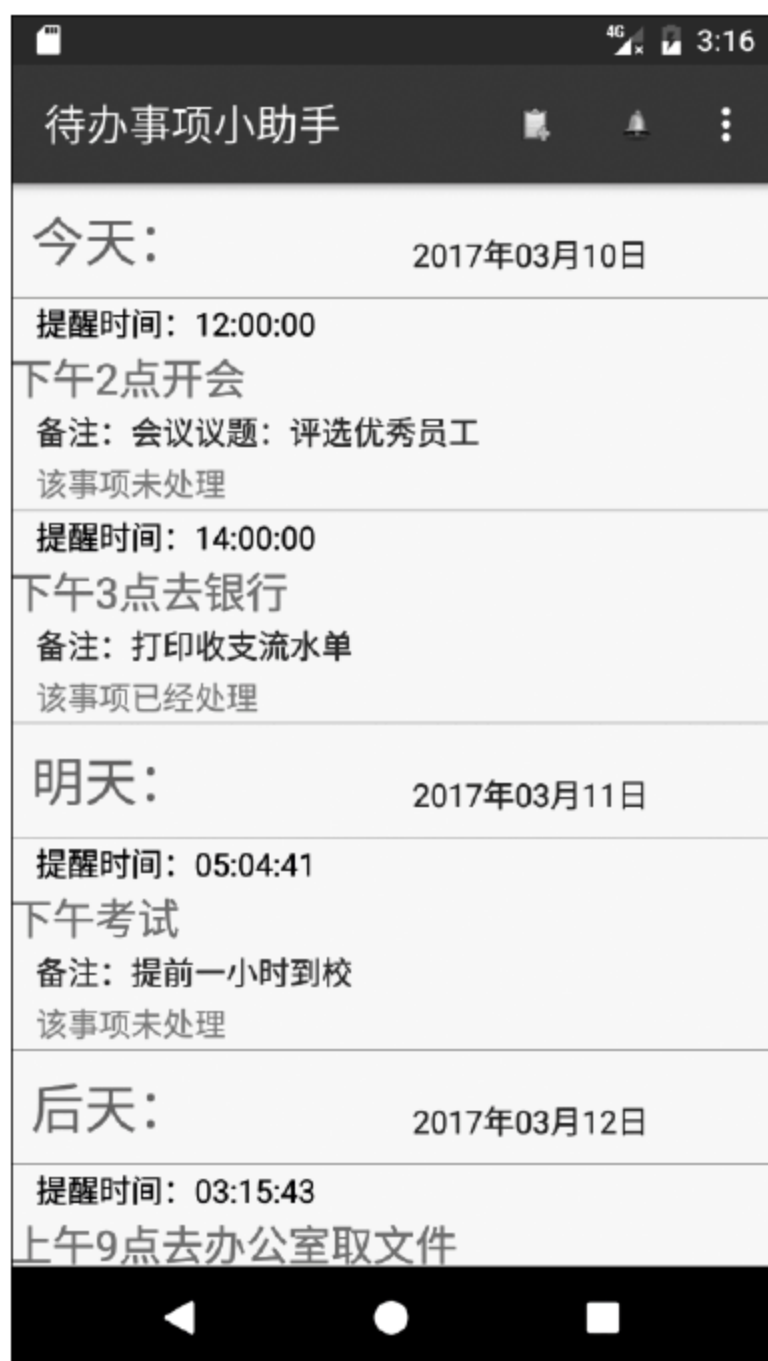 4G 3:16
待办事项小助手
今天： 2017年03月10日
提醒时间：12:00:00
下午2点开会
备注：会议议题：评选优秀员工
该事项未处理
提醒时间：14:00:00
下午3点去银行
备注：打印收支流水单
该事项已经处理
明天： 2017年03月11日
提醒时间：05:04:41
下午考试
备注：提前一小时到校
该事项未处理
后天： 2017年03月12日
提醒时间：03:15:43
上午9点去办公室取文件